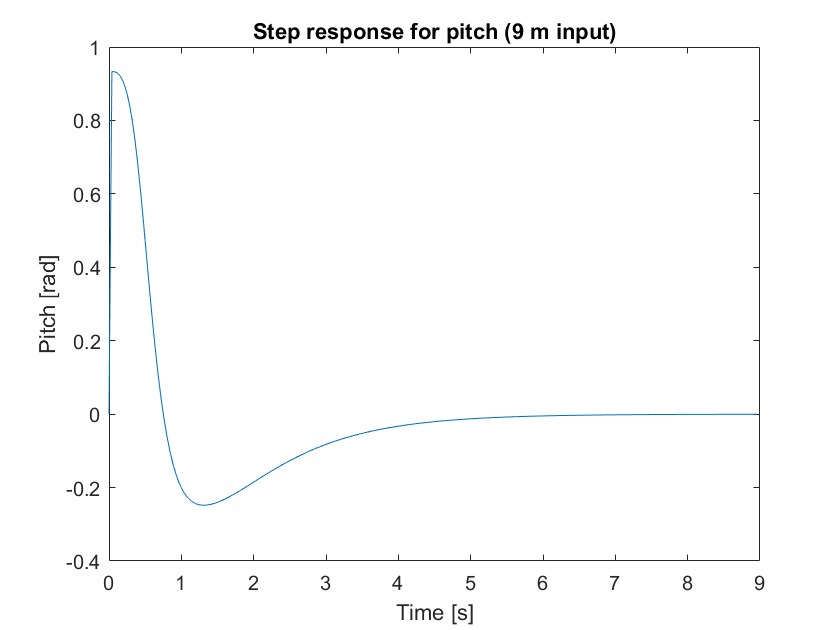 Step response for pitch (9 m input)
1
0.8
0.6
0.4
0.2
0
-0.2
-0.4
Pitch [rad]
0 1 2 3 4 5 6 7 8 9
Time [s]